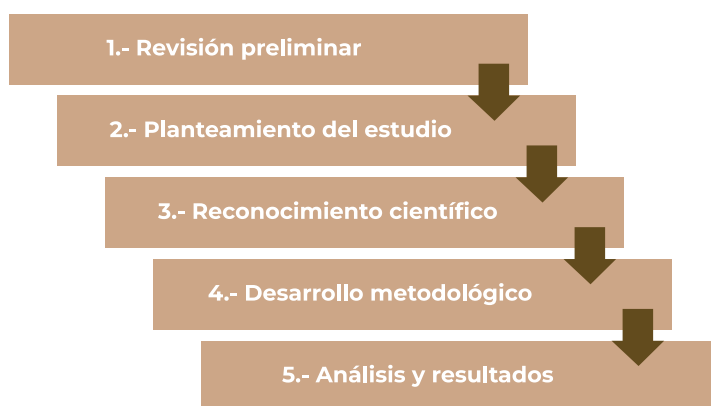 1.- Revisión preliminar
2.- Planteamiento del estudio
3.- Reconocimiento científico
4.- Desarrollo metodológico
5.- Análisis y resultados